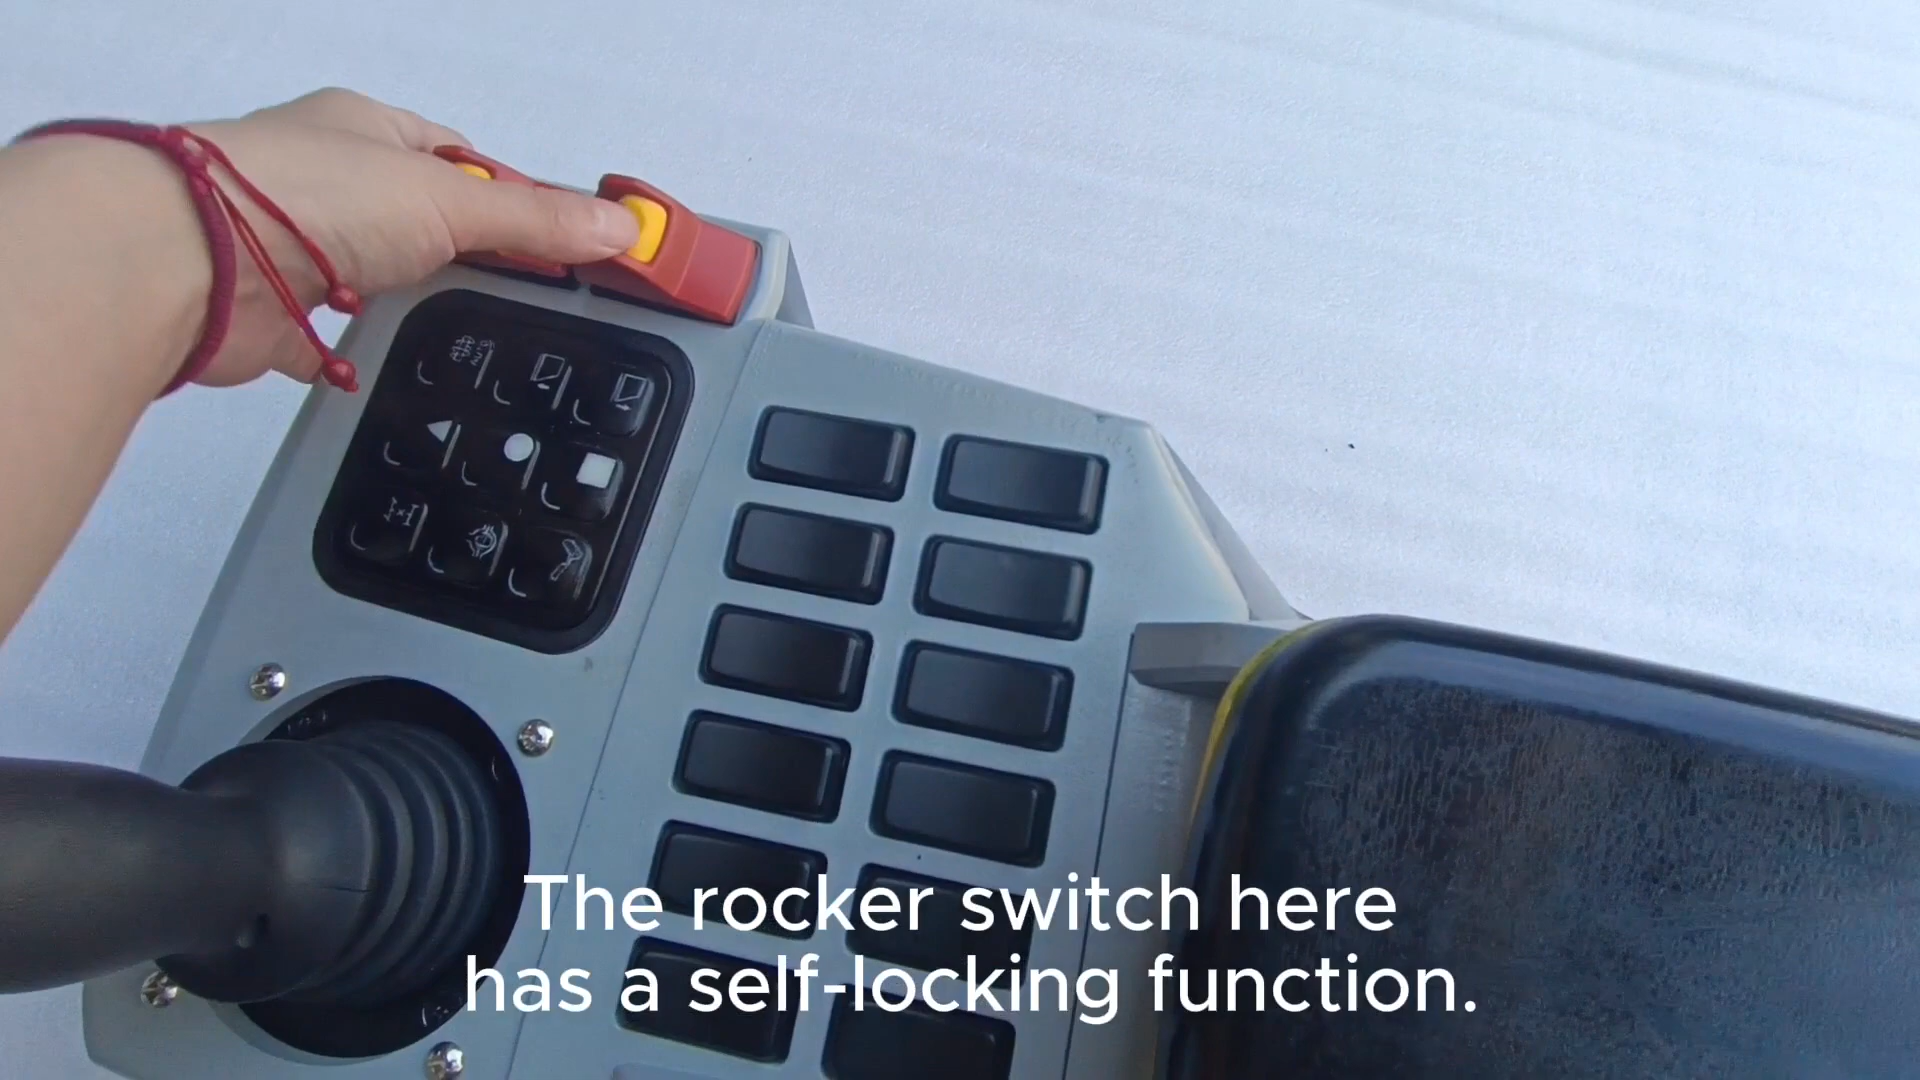 The rocker switch here
has a self-locking function.